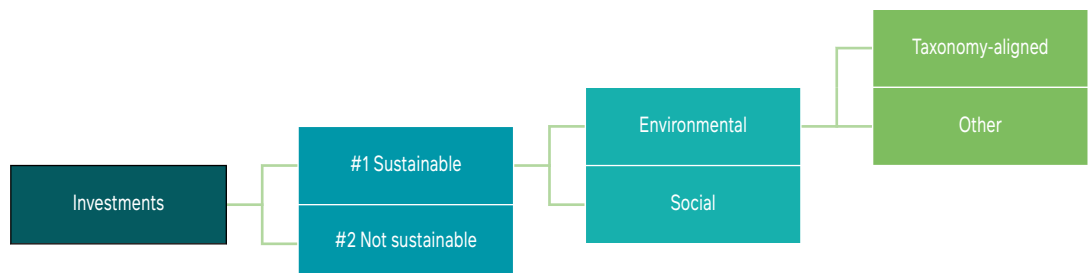 Investments
#1 Sustainable
#2 Not sustainable
Environmental
Social
Taxonomy-aligned
Other